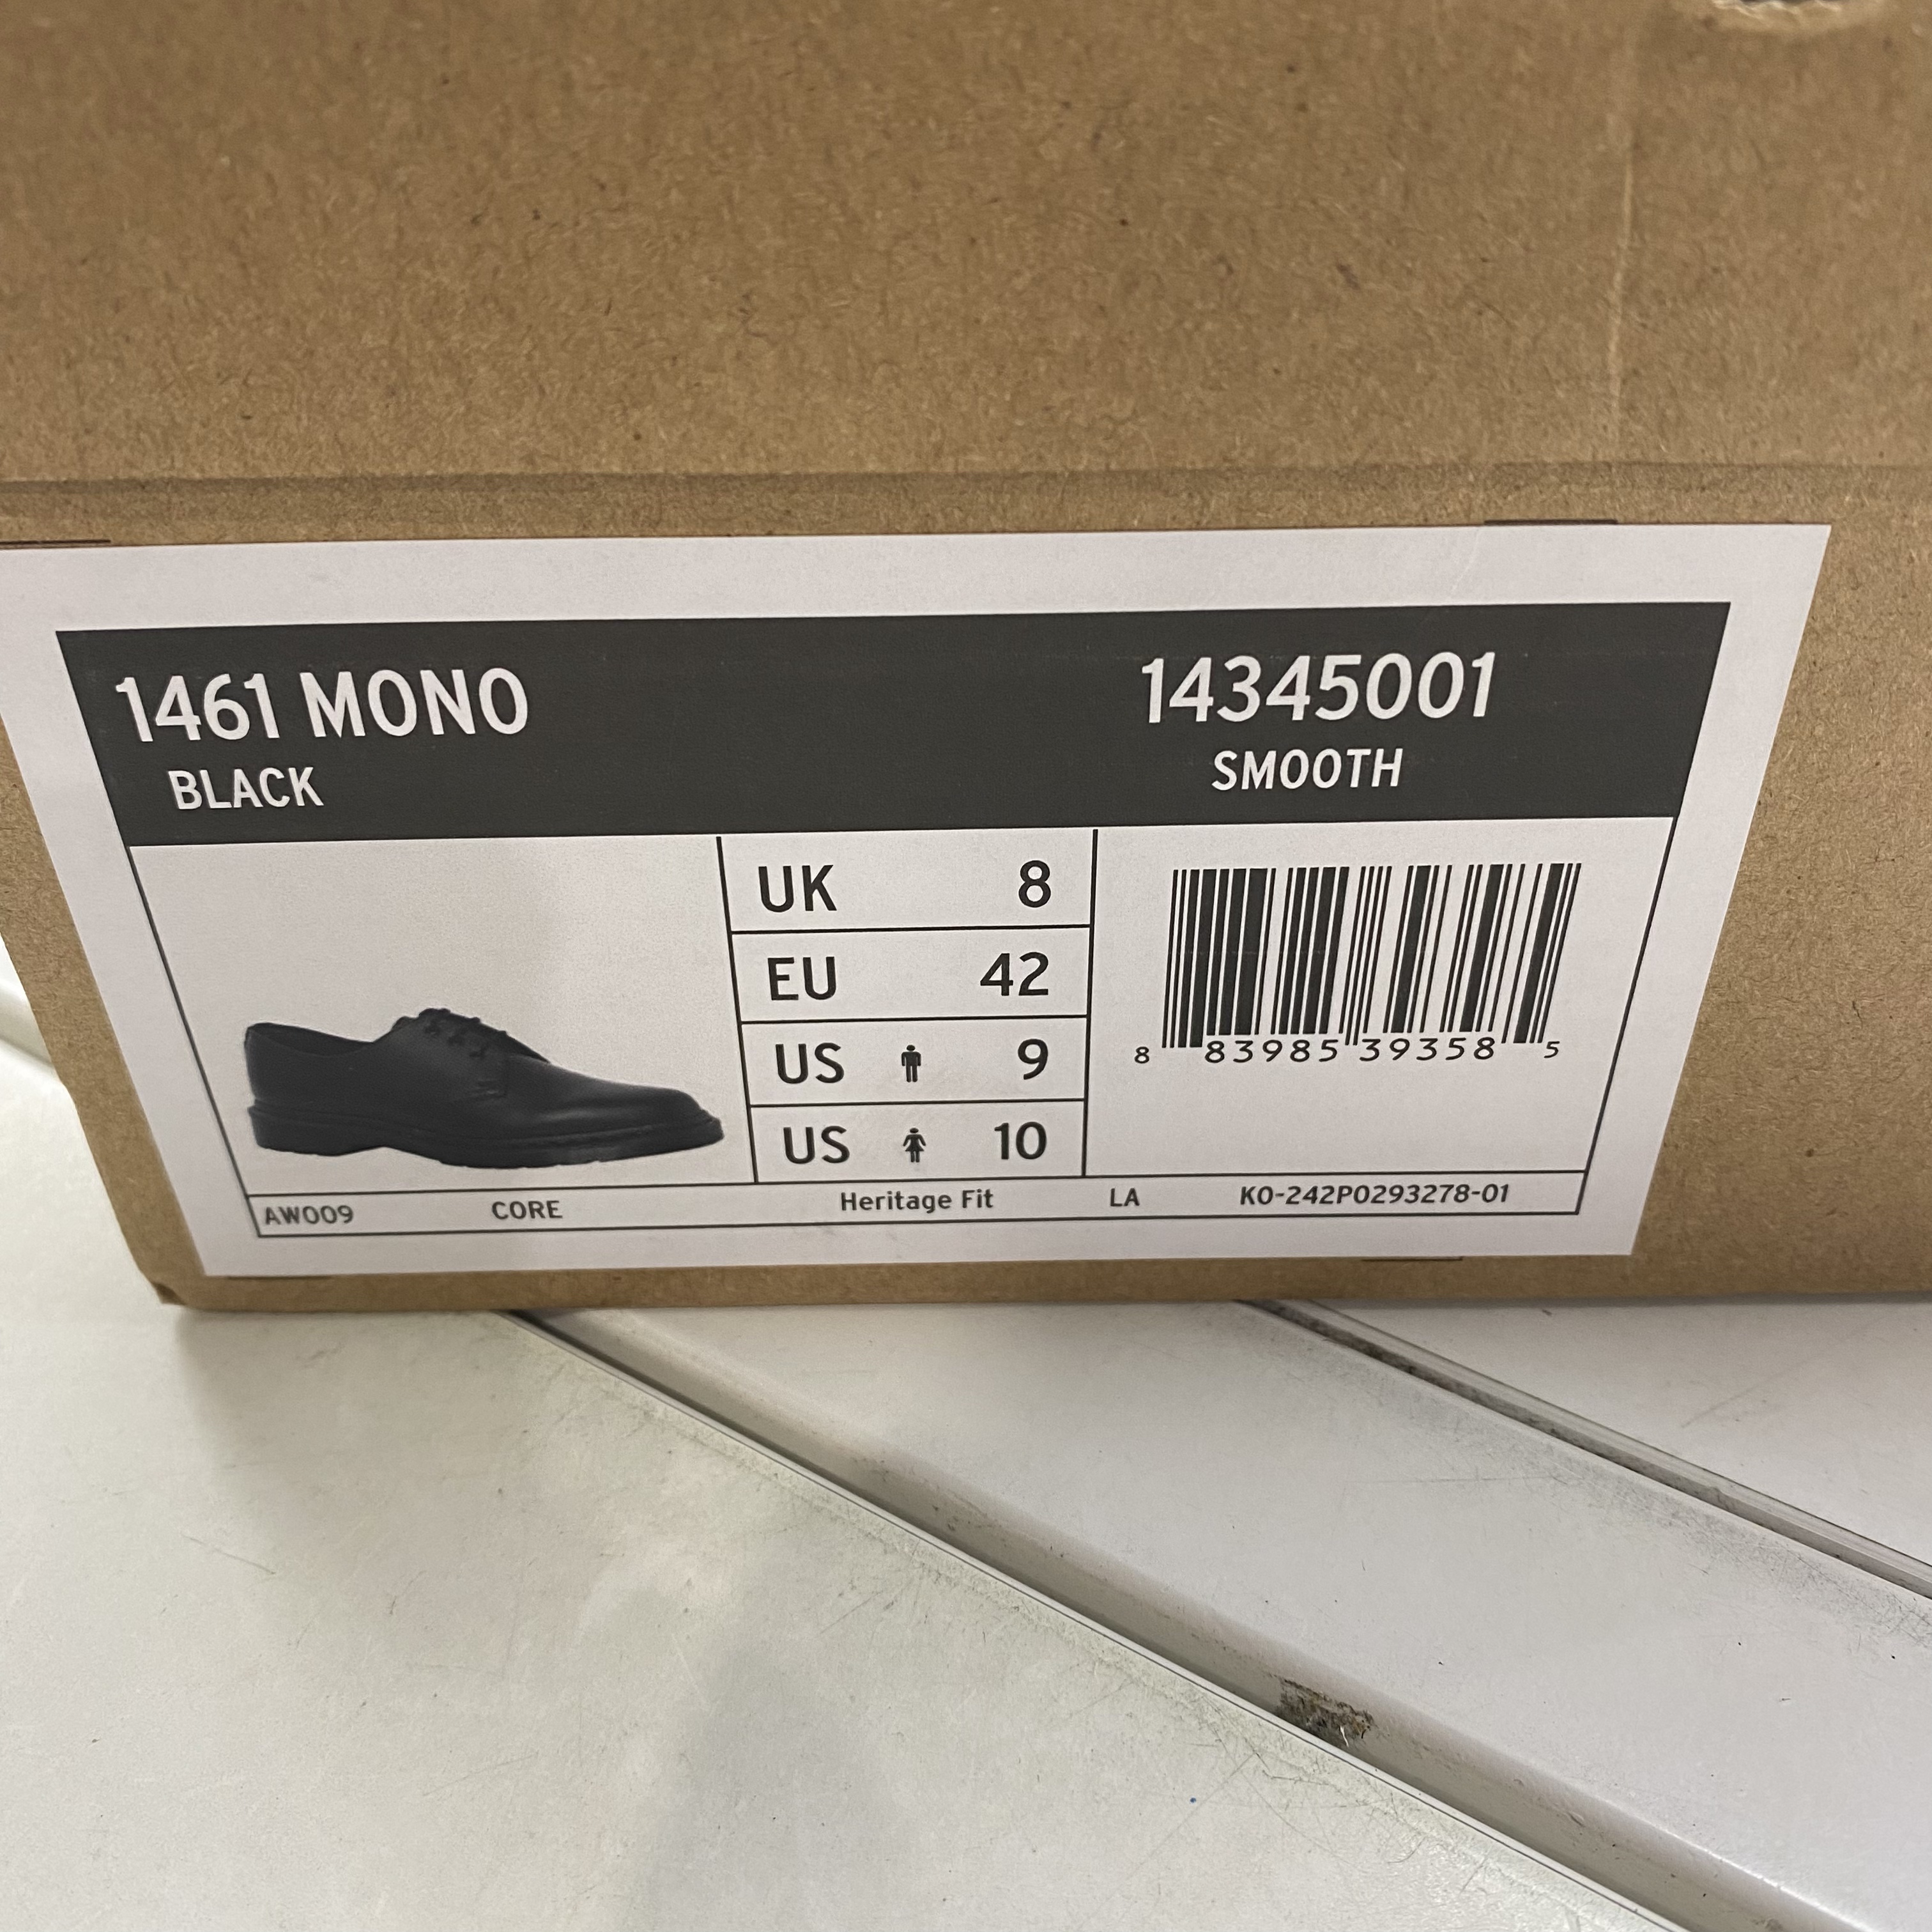 1461 MONO
BLACK
14345001
SMOOTH
UK 8
EU 42
US 9
US 10
8 83985 39358 5
AW009 CORE Heritage Fit LA KO-242P0293278-01